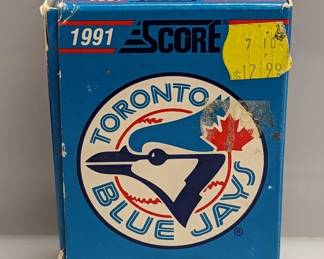 1991 SCORE
$12.99
TORONTO
BLUE JAYS
®